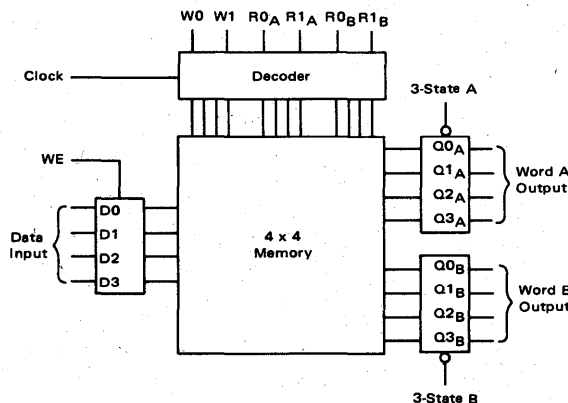 W0 W1 R0A R1A R0B R1B
Clock
Decoder
3-State A
WE
Q0A
Q1A
Q2A
Q3A
Word A
Output
D0
D1
D2
D3
Data
Input
4 x 4
Memory
Q0B
Q1B
Q2B
Q3B
Word B
Output
3-State B